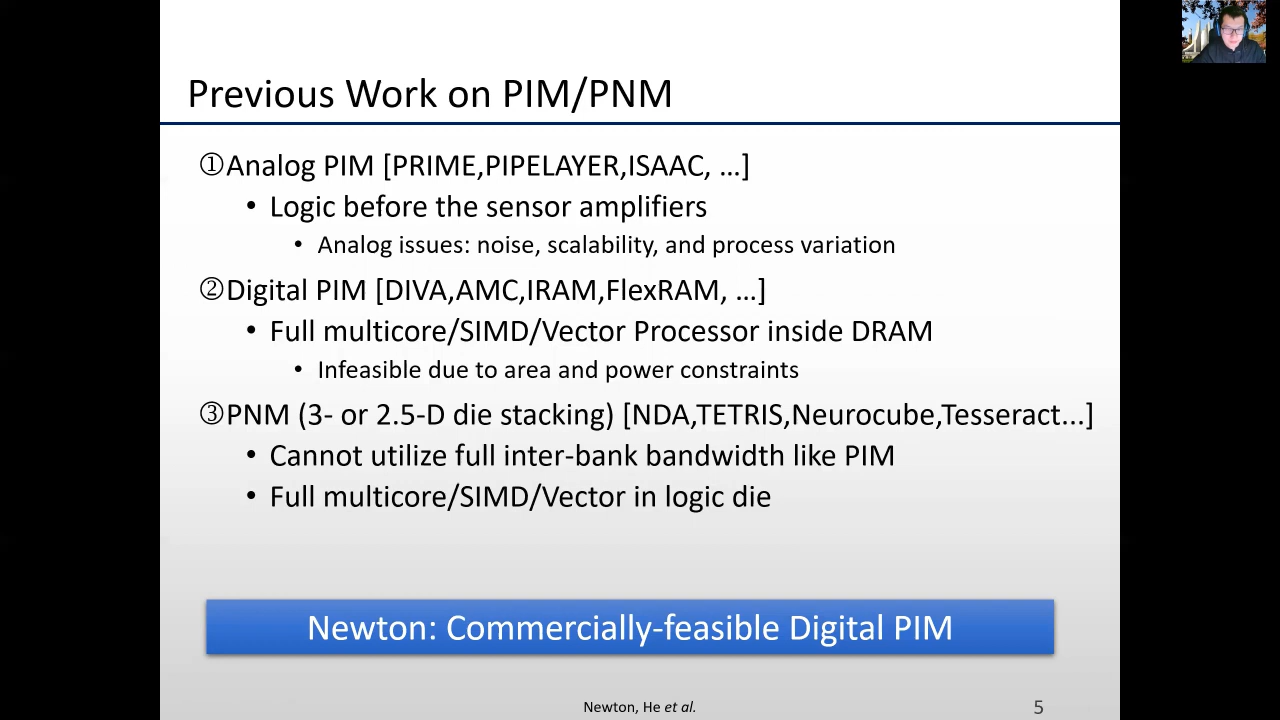 Previous Work on PIM/PNM
①Analog PIM [PRIME,PIPELAYER,ISAAC, …]
• Logic before the sensor amplifiers
• Analog issues: noise, scalability, and process variation
②Digital PIM [DIVA,AMC,IRAM,FlexRAM, …]
• Full multicore/SIMD/Vector Processor inside DRAM
• Infeasible due to area and power constraints
③PNM (3- or 2.5-D die stacking) [NDA,TETRIS,Neurocube,Tesseract...]
• Cannot utilize full inter-bank bandwidth like PIM
• Full multicore/SIMD/Vector in logic die
Newton: Commercially-feasible Digital PIM
Newton, He et al.
5